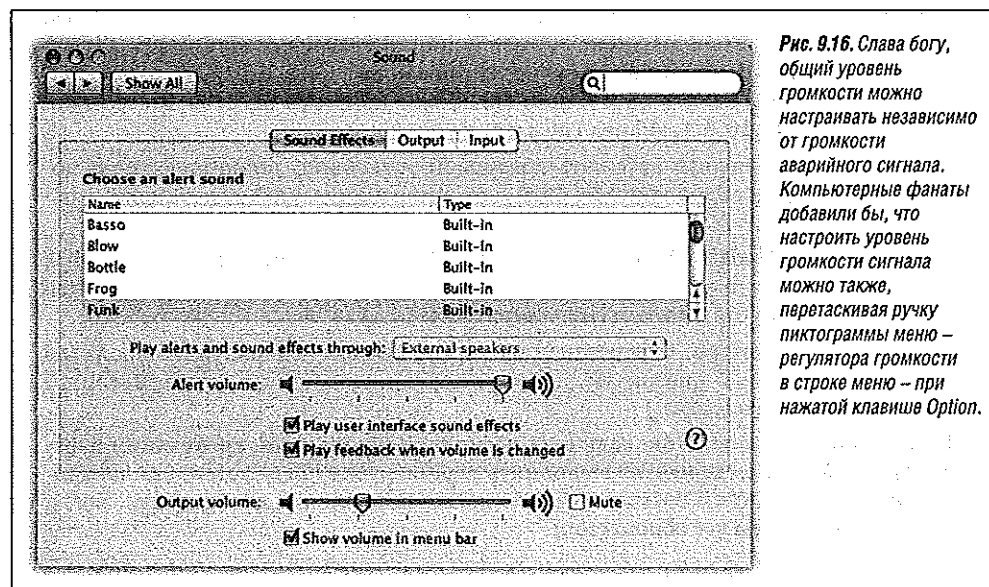 Sound
Show All
Sound Effects Output Input
Choose an alert sound
Name Type
Basso Built-in
Blow Built-in
Bottle Built-in
Frog Built-in
Funk Built-in
Play alerts and sound effects through: External speakers
Alert volume:
Play user interface sound effects
Play feedback when volume is changed
?
Output volume: Mute
Show volume in menu bar
Рис. 9.16. Слава богу,
общий уровень
громкости можно
настраивать независимо
от громкости
аварийного сигнала.
Компьютерные фанаты
добавили бы, что
настроить уровень
громкости сигнала
можно также,
перетаскивая ручку
пиктограммы меню –
регулятора громкости
в строке меню – при
нажатой клавише Option.